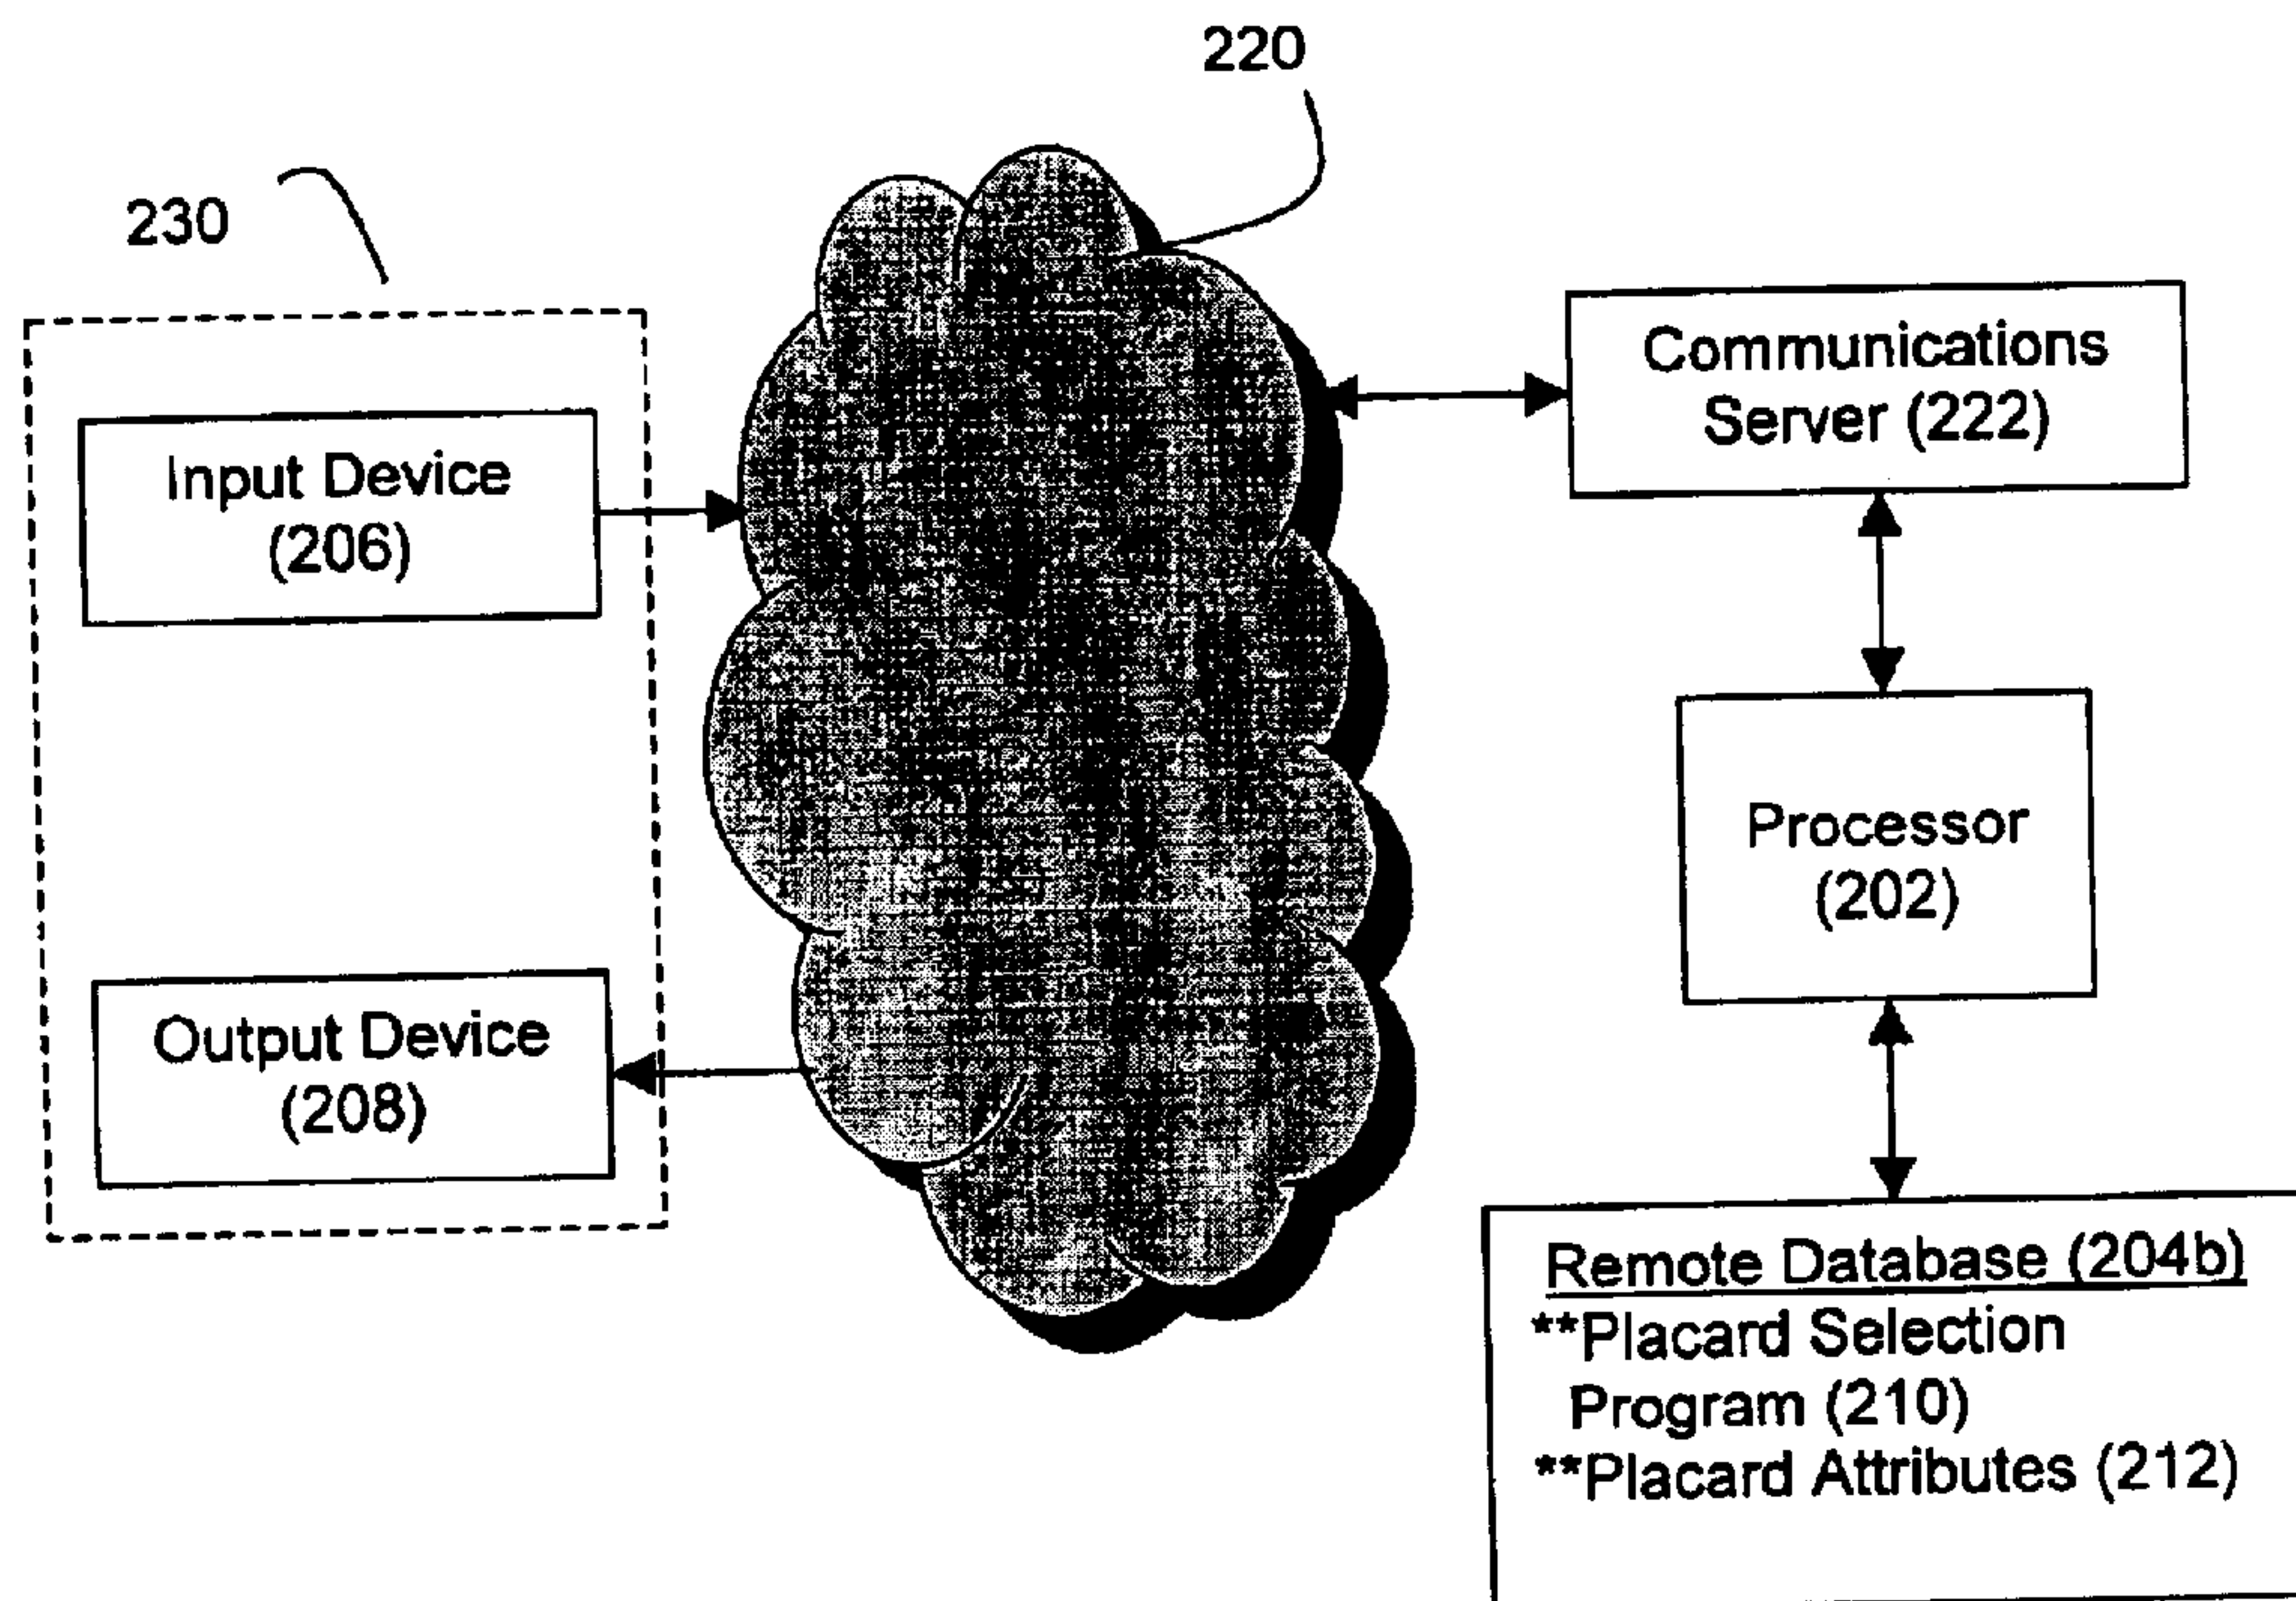 220
230
Communications
Server (222)
Input Device
(206)
Processor
(202)
Output Device
(208)
Remote Database (204b)
**Placard Selection
Program (210)
**Placard Attributes (212)